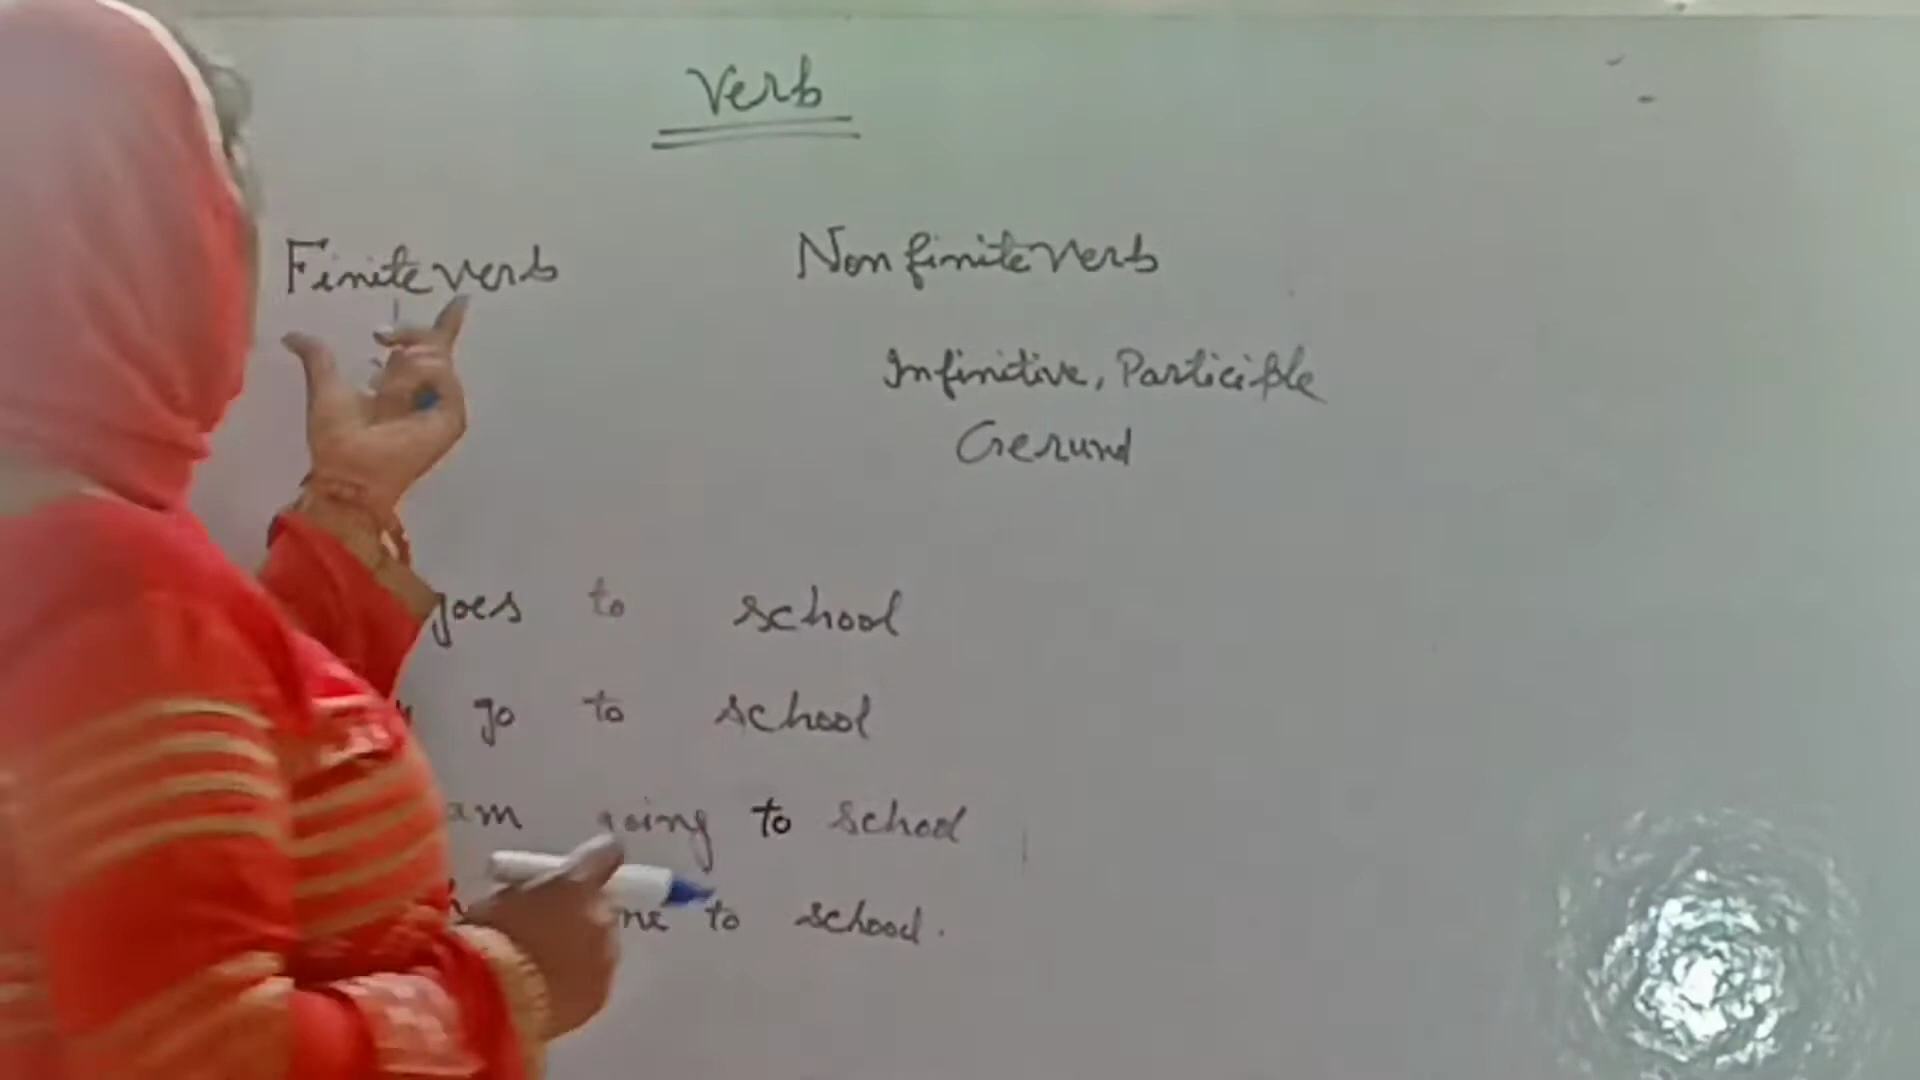 Verb
Finite verb Non finite verb
Infinitive, Participle
Gerund
goes to school
go to school
am going to school
to school.